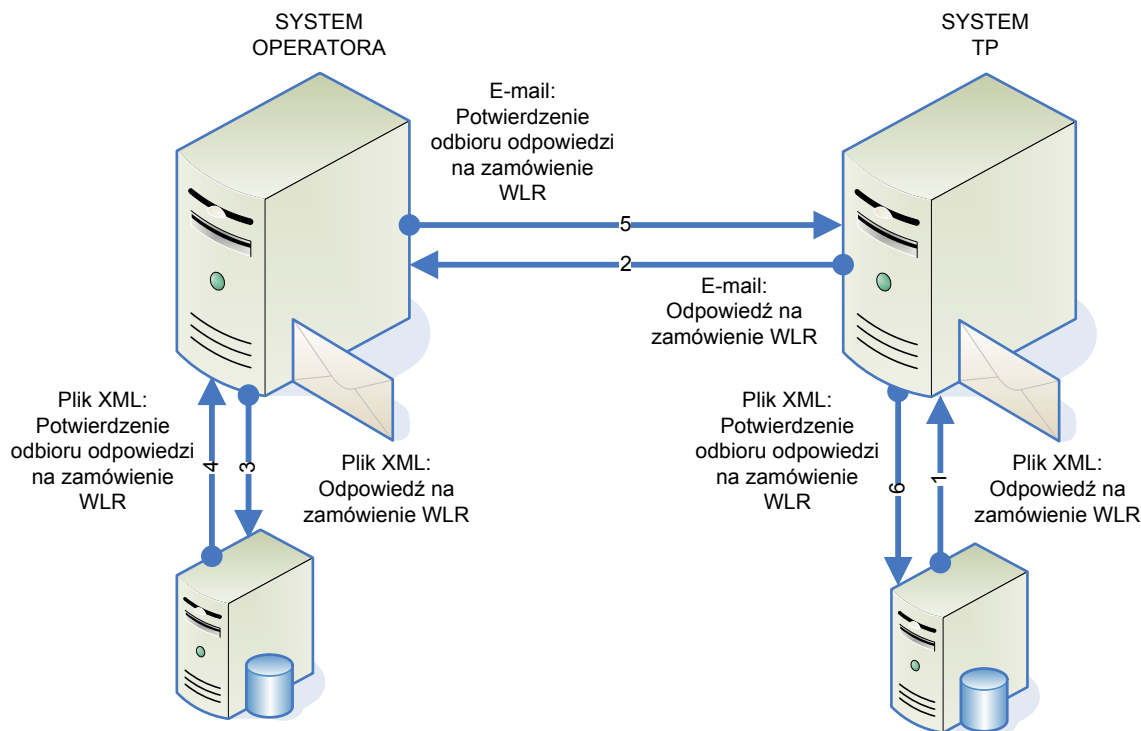 SYSTEM
OPERATORA
SYSTEM
TP
E-mail:
Potwierdzenie
odbioru odpowiedzi
na zamówienie
WLR
5
2
E-mail:
Odpowiedź na
zamówienie WLR
Plik XML:
Potwierdzenie
odbioru odpowiedzi
na zamówienie
WLR
4
3
Plik XML:
Odpowiedź na
zamówienie WLR
Plik XML:
Potwierdzenie
odbioru odpowiedzi
na zamówienie
WLR
6
1
Plik XML:
Odpowiedź na
zamówienie WLR